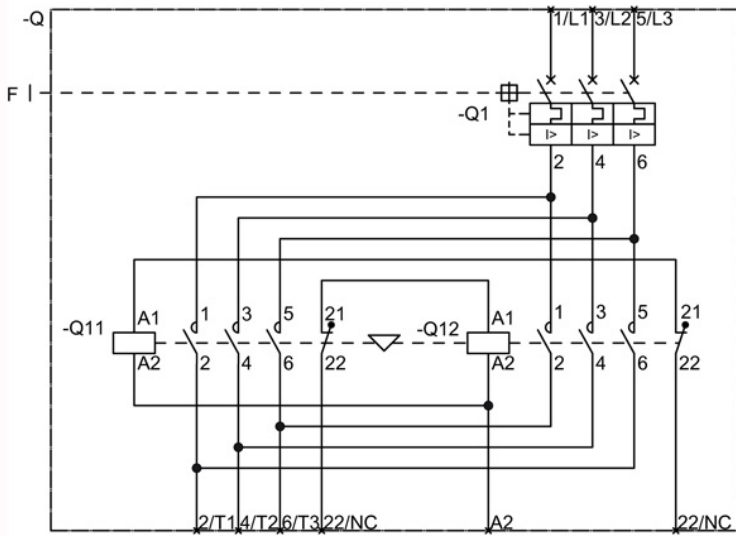 -Q 1/L1 3/L2 5/L3
F
-Q1
I> I> I>
2 4 6
A1 1 3 5 21 A1 1 3 5 21
-Q11 -Q12
A2 2 4 6 22 A2 2 4 6 22
2/T1 4/T2 6/T3 22/NC A2 22/NC